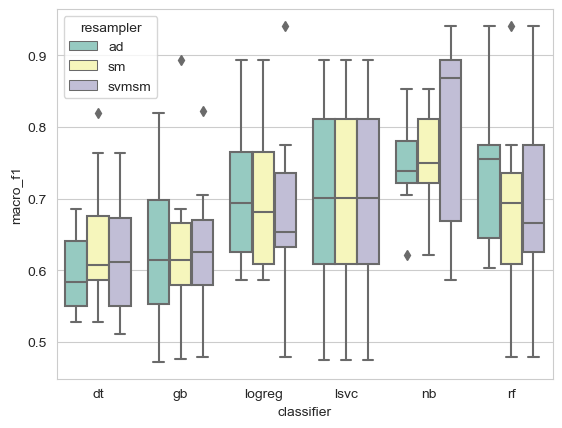 resampler
ad
sm
svmsm
macro_f1
0.9
0.8
0.7
0.6
0.5
dt gb logreg lsvc nb rf
classifier